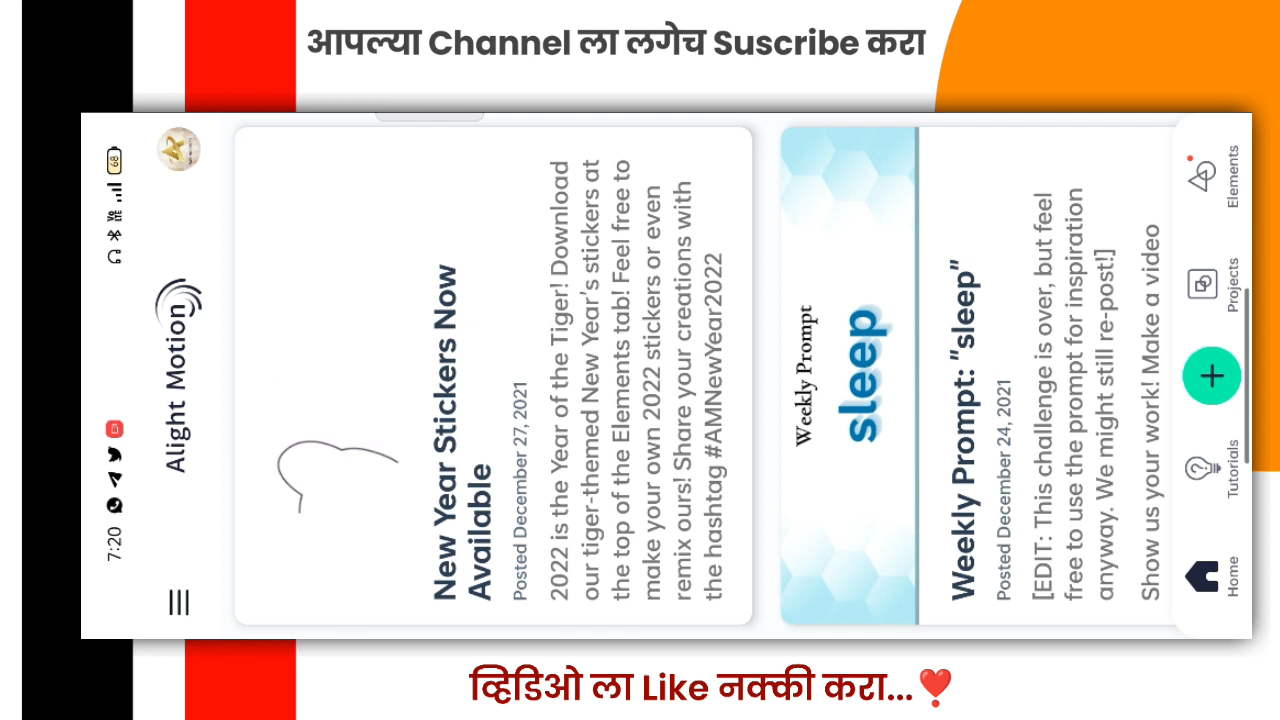 आपल्या Channel ला लगेच Suscribe करा
7:20
68
Alight Motion
New Year Stickers Now
Available
Posted December 27, 2021
2022 is the Year of the Tiger! Download
our tiger-themed New Year's stickers at
the top of the Elements tab! Feel free to
make your own 2022 stickers or even
remix ours! Share your creations with
the hashtag #AMNewYear2022
Weekly Prompt
sleep
Weekly Prompt: "sleep"
Posted December 24, 2021
[EDIT: This challenge is over, but feel
free to use the prompt for inspiration
anyway. We might still re-post!]
Show us your work! Make a video
Home
Tutorials
Projects
Elements
व्हिडिओ ला Like नक्की करा...❣️